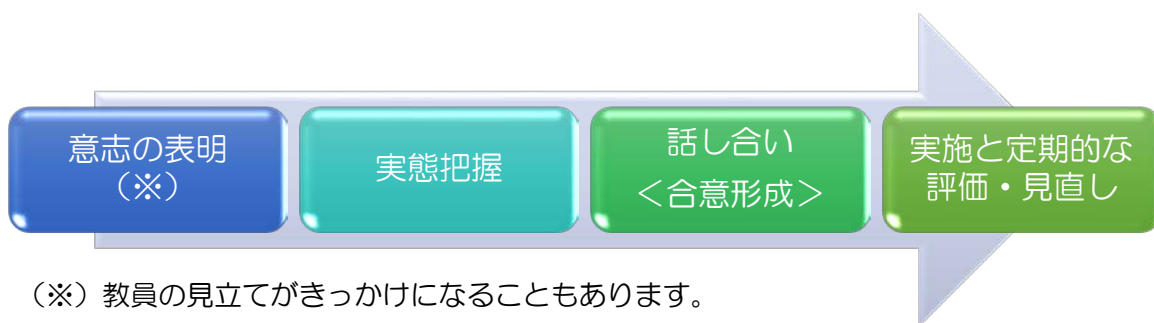 意志の表明
（※）
実態把握
話し合い
＜合意形成＞
実施と定期的な
評価・見直し
（※）教員の見立てがきっかけになることもあります。